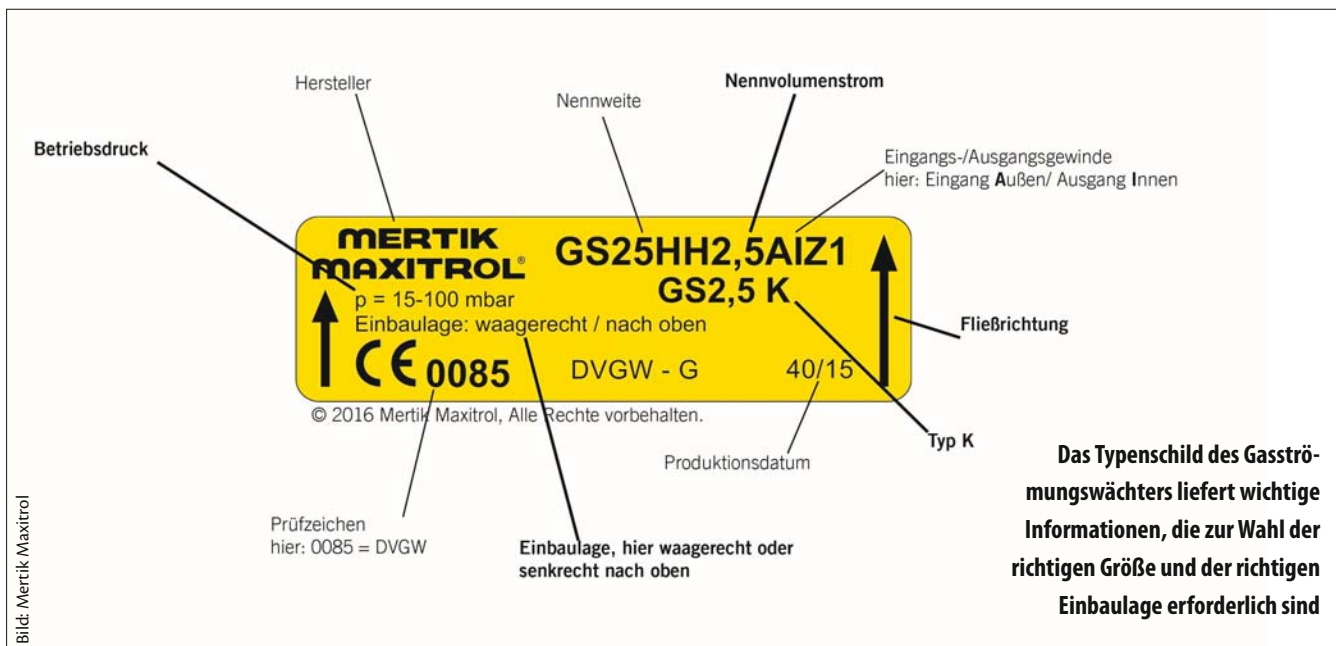 Hersteller
Nennweite
Nennvolumenstrom
Betriebsdruck
Eingangs-/Ausgangsgewinde
hier: Eingang Außen/ Ausgang Innen
MERTIK
MAXITROL®
GS25HH2,5AIZ1
GS2,5 K
p = 15-100 mbar
Einbaulage: waagerecht / nach oben
CE 0085
DVGW - G
40/15
Fließrichtung
© 2016 Mertik Maxitrol, Alle Rechte vorbehalten.
Typ K
Produktionsdatum
Prüfzeichen
hier: 0085 = DVGW
Einbaulage, hier waagerecht oder
senkrecht nach oben
Das Typenschild des Gasströ-
mungswächters liefert wichtige
Informationen, die zur Wahl der
richtigen Größe und der richtigen
Einbaulage erforderlich sind
Bild: Mertik Maxitrol